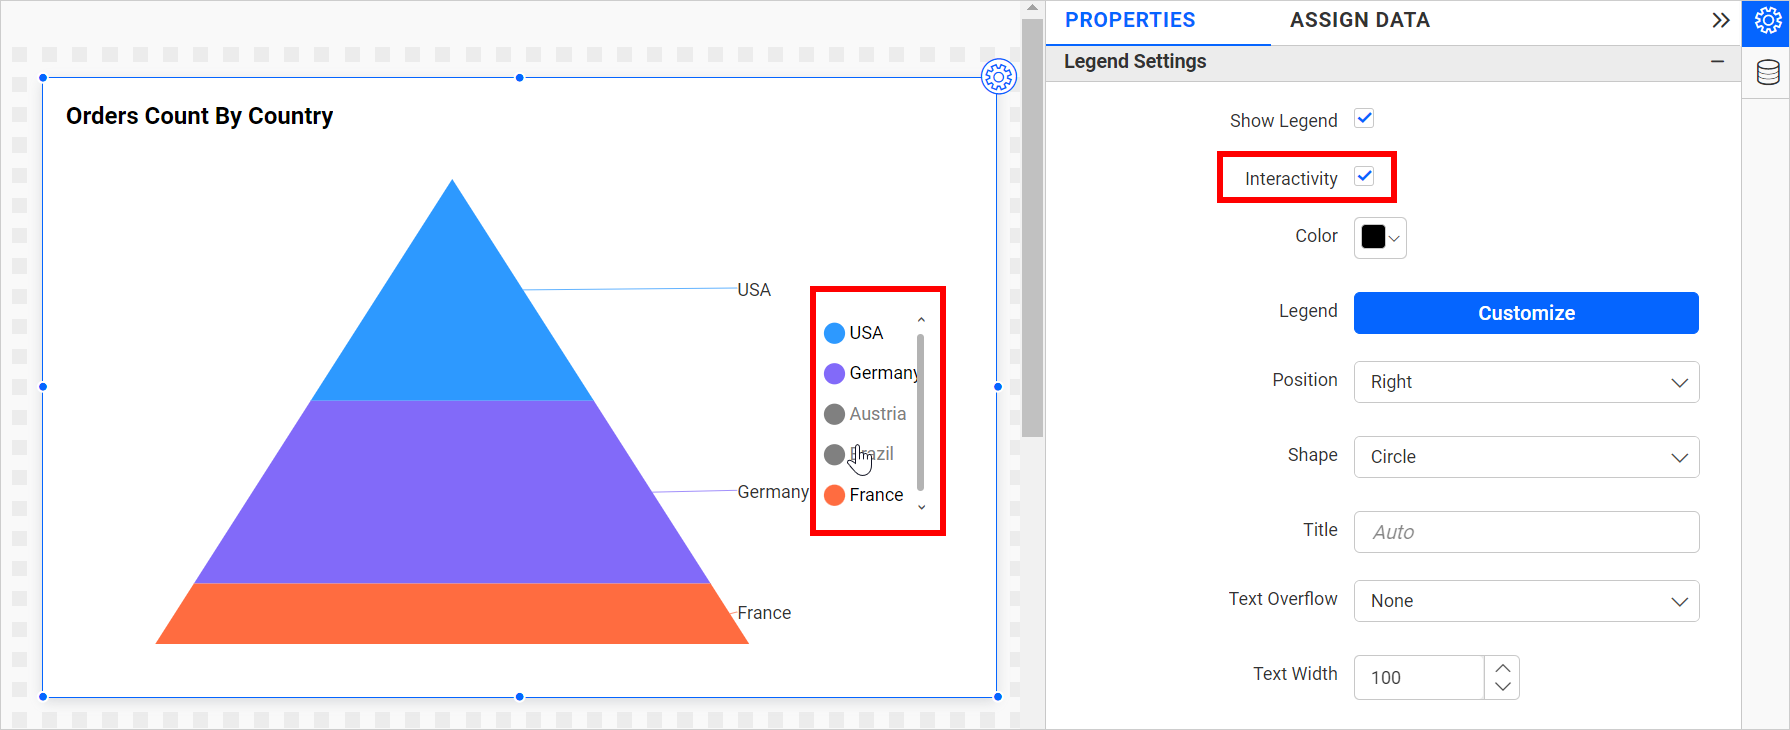 Orders Count By Country
USA
Germany
France
USA
Germany
Austria
Brazil
France
PROPERTIES
ASSIGN DATA
Legend Settings
Show Legend
Interactivity
Color
Legend
Customize
Position
Right
Shape
Circle
Title
Auto
Text Overflow
None
Text Width
100